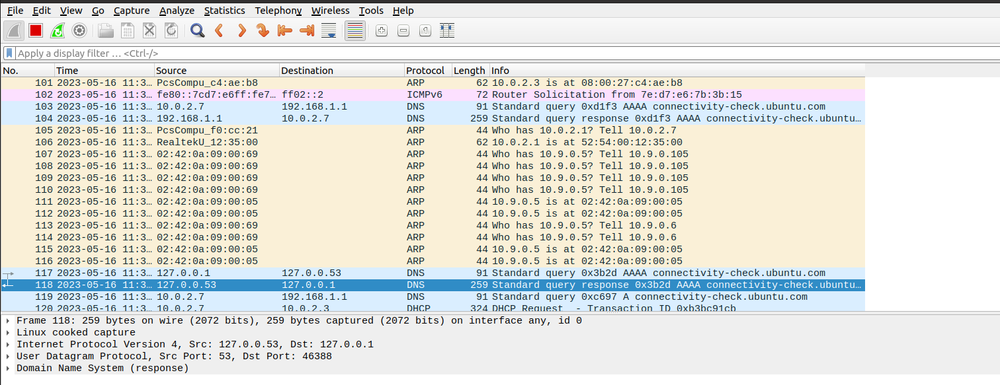 File Edit View Go Capture Analyze Statistics Telephony Wireless Tools Help
Apply a display filter … <Ctrl-/>
No. Time Source Destination Protocol Length Info
101 2023-05-16 11:3… PcsCompu_c4:ae:b8 ARP 62 10.0.2.3 is at 08:00:27:c4:ae:b8
102 2023-05-16 11:3… fe80::7cd7:e6ff:fe7… ff02::2 ICMPv6 72 Router Solicitation from 7e:d7:e6:7b:3b:15
103 2023-05-16 11:3… 10.0.2.7 192.168.1.1 DNS 91 Standard query 0xd1f3 AAAA connectivity-check.ubuntu.com
104 2023-05-16 11:3… 192.168.1.1 10.0.2.7 DNS 259 Standard query response 0xd1f3 AAAA connectivity-check.ubuntu…
105 2023-05-16 11:3… PcsCompu_f0:cc:21 ARP 44 Who has 10.0.2.1? Tell 10.0.2.7
106 2023-05-16 11:3… RealtekU_12:35:00 ARP 62 10.0.2.1 is at 52:54:00:12:35:00
107 2023-05-16 11:3… 02:42:0a:09:00:69 ARP 44 Who has 10.9.0.5? Tell 10.9.0.105
108 2023-05-16 11:3… 02:42:0a:09:00:69 ARP 44 Who has 10.9.0.5? Tell 10.9.0.105
109 2023-05-16 11:3… 02:42:0a:09:00:69 ARP 44 Who has 10.9.0.5? Tell 10.9.0.105
110 2023-05-16 11:3… 02:42:0a:09:00:69 ARP 44 Who has 10.9.0.5? Tell 10.9.0.105
111 2023-05-16 11:3… 02:42:0a:09:00:05 ARP 44 10.9.0.5 is at 02:42:0a:09:00:05
112 2023-05-16 11:3… 02:42:0a:09:00:05 ARP 44 10.9.0.5 is at 02:42:0a:09:00:05
113 2023-05-16 11:3… 02:42:0a:09:00:69 ARP 44 Who has 10.9.0.5? Tell 10.9.0.6
114 2023-05-16 11:3… 02:42:0a:09:00:69 ARP 44 Who has 10.9.0.5? Tell 10.9.0.6
115 2023-05-16 11:3… 02:42:0a:09:00:05 ARP 44 10.9.0.5 is at 02:42:0a:09:00:05
116 2023-05-16 11:3… 02:42:0a:09:00:05 ARP 44 10.9.0.5 is at 02:42:0a:09:00:05
117 2023-05-16 11:3… 127.0.0.1 127.0.0.53 DNS 91 Standard query 0x3b2d AAAA connectivity-check.ubuntu.com
118 2023-05-16 11:3… 127.0.0.53 127.0.0.1 DNS 259 Standard query response 0x3b2d AAAA connectivity-check.ubuntu…
119 2023-05-16 11:3… 10.0.2.7 192.168.1.1 DNS 91 Standard query 0xc697 A connectivity-check.ubuntu.com
120 2023-05-16 11:3… 10.0.2.7 10.0.2.3 DHCP 324 DHCP Request - Transaction ID 0xb3bc91cb
Frame 118: 259 bytes on wire (2072 bits), 259 bytes captured (2072 bits) on interface any, id 0
Linux cooked capture
Internet Protocol Version 4, Src: 127.0.0.53, Dst: 127.0.0.1
User Datagram Protocol, Src Port: 53, Dst Port: 46388
Domain Name System (response)